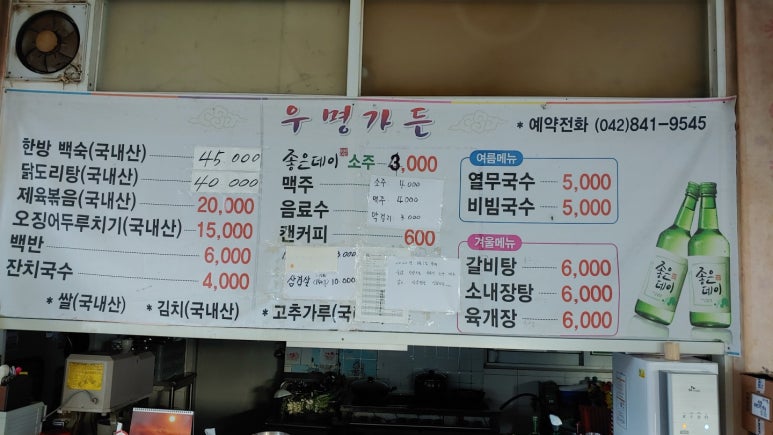 우명가든
* 예약전화 (042)841-9545
한방 백숙(국내산) 45,000
닭도리탕(국내산) 40,000
제육볶음(국내산) 20,000
오징어두루치기(국내산) 15,000
백반 6,000
잔치국수 4,000
* 쌀(국내산) * 김치(국내산) * 고추가루(국
좋은데이 소주 3,000
맥주
음료수
캔커피 600
소주 4,000
맥주 4,000
막걸리 3,000
3,000
삼겹살 10,000
여름메뉴
열무국수 5,000
비빔국수 5,000
겨울메뉴
갈비탕 6,000
소내장탕 6,000
육개장 6,000
좋은데이
좋은데이